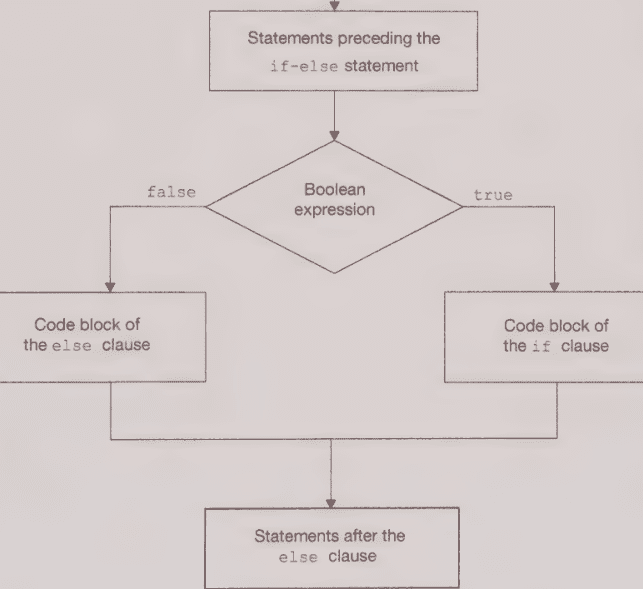 Statements preceding the
if-else statement
Boolean
expression
false
true
Code block of
the else clause
Code block of
the if clause
Statements after the
else clause